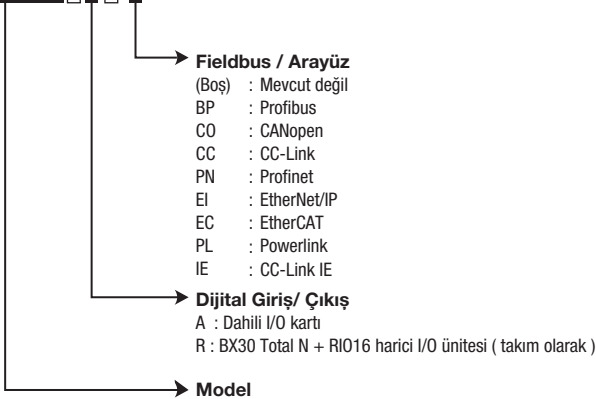 Fieldbus / Arayüz
(Boş) : Mevcut değil
BP : Profibus
CO : CANopen
CC : CC-Link
PN : Profinet
EI : EtherNet/IP
EC : EtherCAT
PL : Powerlink
IE : CC-Link IE
Dijital Giriş/ Çıkış
A : Dahili I/O kartı
R : BX30 Total N + RIO16 harici I/O ünitesi ( takım olarak )
Model